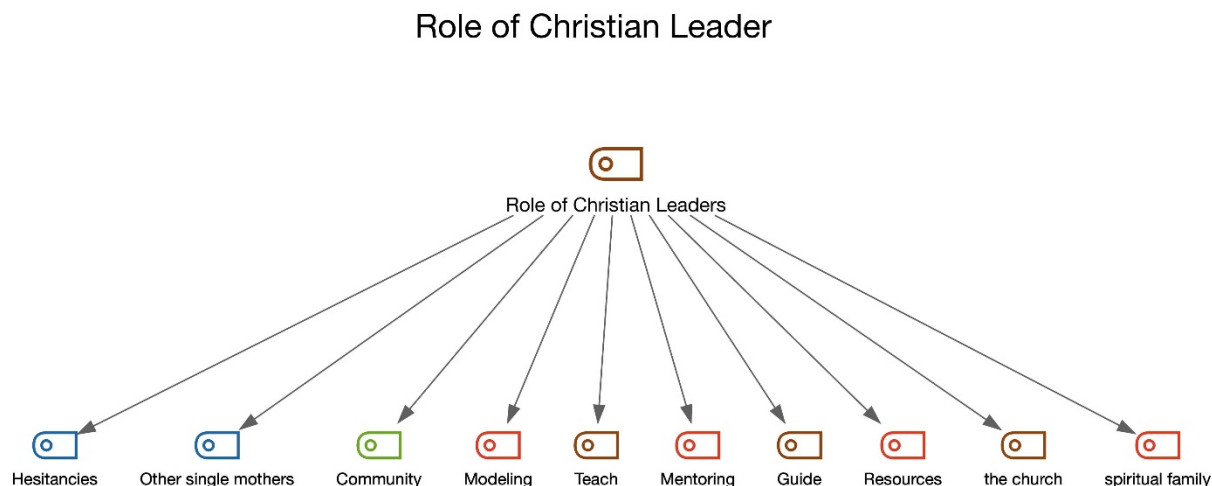 Role of Christian Leader
Role of Christian Leaders
Hesitancies
Other single mothers
Community
Modeling
Teach
Mentoring
Guide
Resources
the church
spiritual family